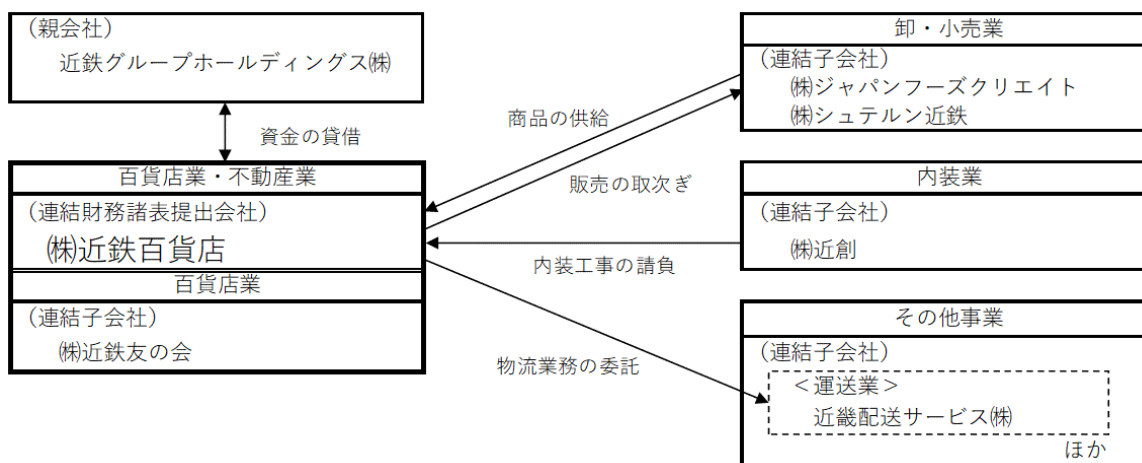 （親会社）
近鉄グループホールディングス㈱
資金の貸借
百貨店業・不動産業
（連結財務諸表提出会社）
㈱近鉄百貨店
百貨店業
（連結子会社）
㈱近鉄友の会
商品の供給
販売の取次ぎ
内装工事の請負
物流業務の委託
卸・小売業
（連結子会社）
㈱ジャパンフーズクリエイト
㈱シュテルン近鉄
内装業
（連結子会社）
㈱近創
その他事業
（連結子会社）
＜運送業＞
近畿配送サービス㈱
ほか